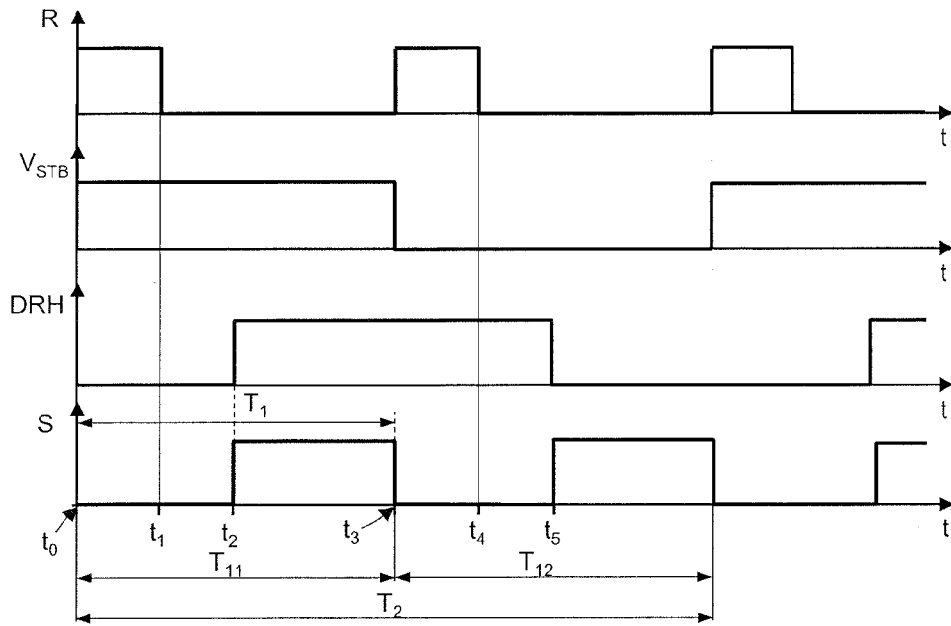 R
t
V_STB
t
DRH
t
T_1
S
t_0 t_1 t_2 t_3 t_4 t_5 t
T_11 T_12
T_2